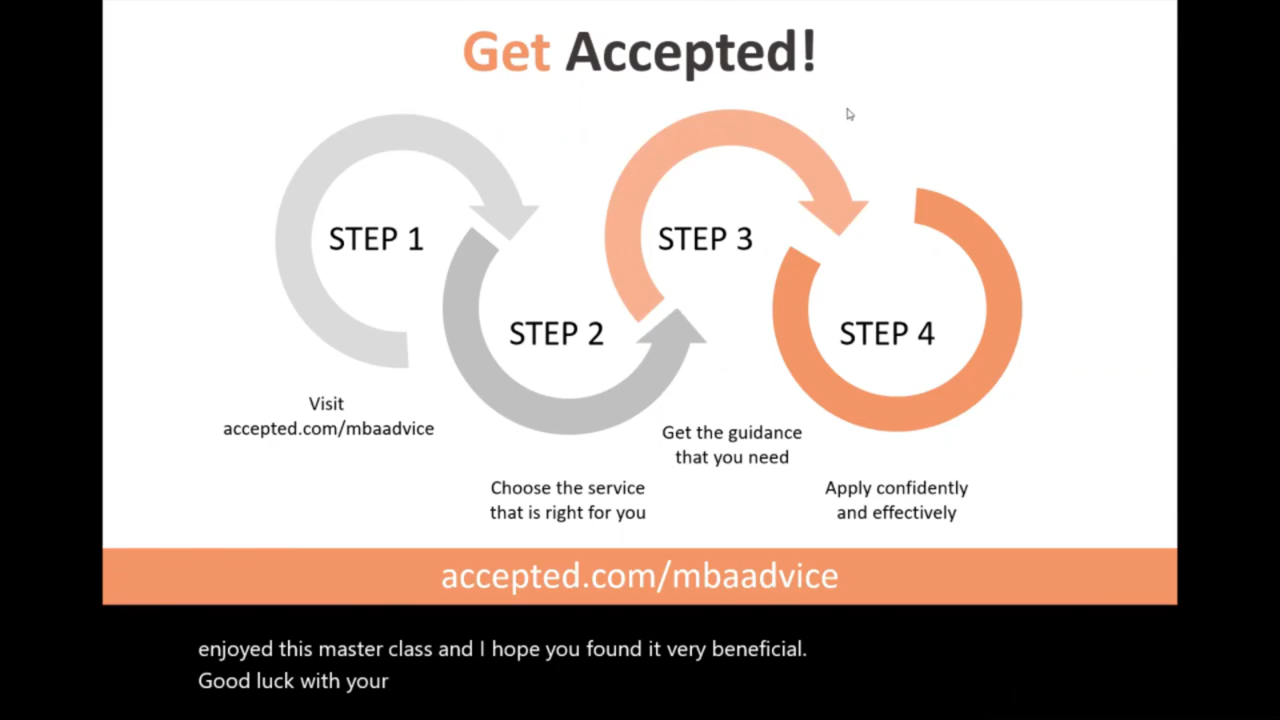 Get Accepted!
STEP 1
Visit
accepted.com/mbaadvice
STEP 2
Choose the service
that is right for you
STEP 3
Get the guidance
that you need
STEP 4
Apply confidently
and effectively
accepted.com/mbaadvice
enjoyed this master class and I hope you found it very beneficial.
Good luck with your